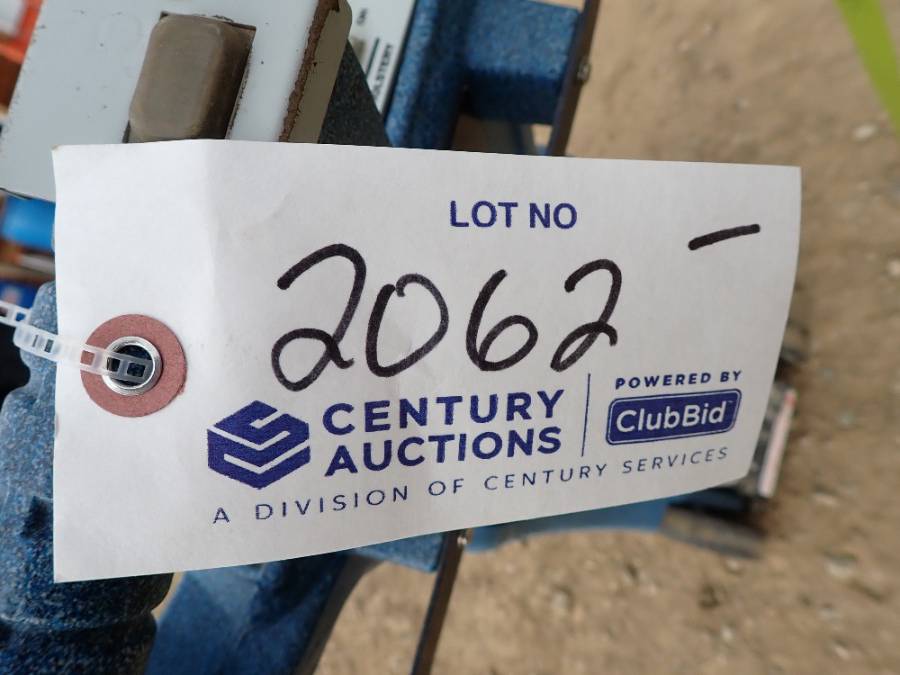 LOT NO
2062 –
CENTURY
AUCTIONS
POWERED BY
ClubBid
A DIVISION OF CENTURY SERVICES